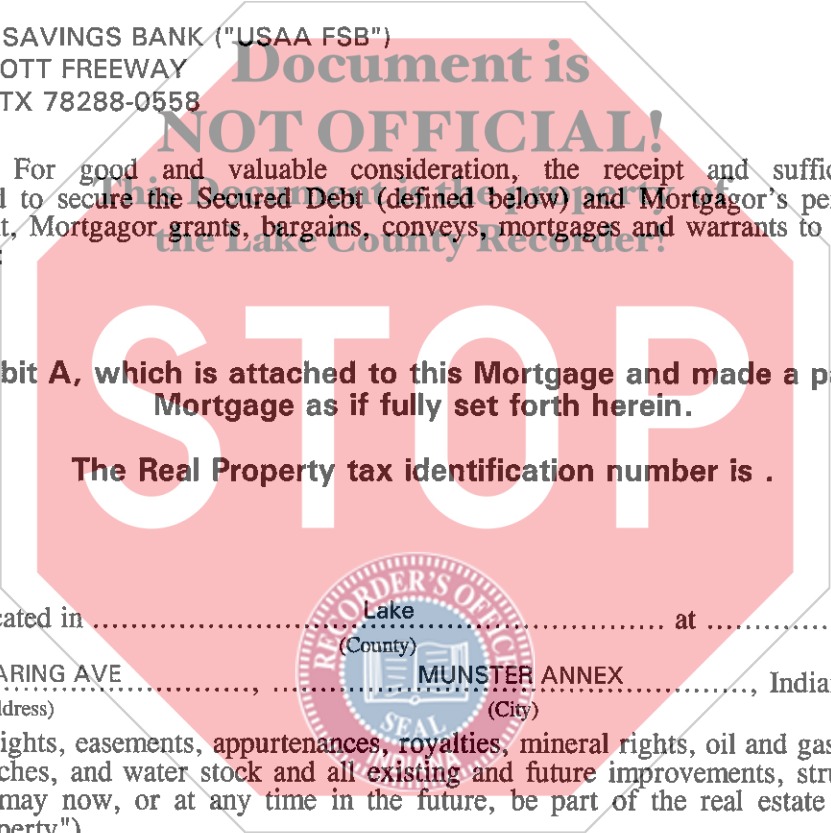 SAVINGS BANK ("USAA FSB")
OTT FREEWAY
Document is
TX 78288-0558
NOT OFFICIAL!
For good and valuable consideration, the receipt and
to secure the Secured Debt (defined below) and Mortgagor's
This Document is the property of
Mortgagor grants, bargains, conveys, mortgages and warrants to
the Lake County Recorder!
STOP
bit A, which is attached to this Mortgage and made a
Mortgage as if fully set forth herein.
The Real Property tax identification number is .
cated in .......... Lake .......... at ..........
(County)
ARING AVE .........., .......... MUNSTER ANNEX .........., India
dress) (City)
ights, easements, appurtenances, royalties, mineral rights, oil and gas
ches, and water stock and all existing and future improvements, stru
may now, or at any time in the future, be part of the real estate
perty")
RECORDER'S OFFICE
SEAL
INDIANA